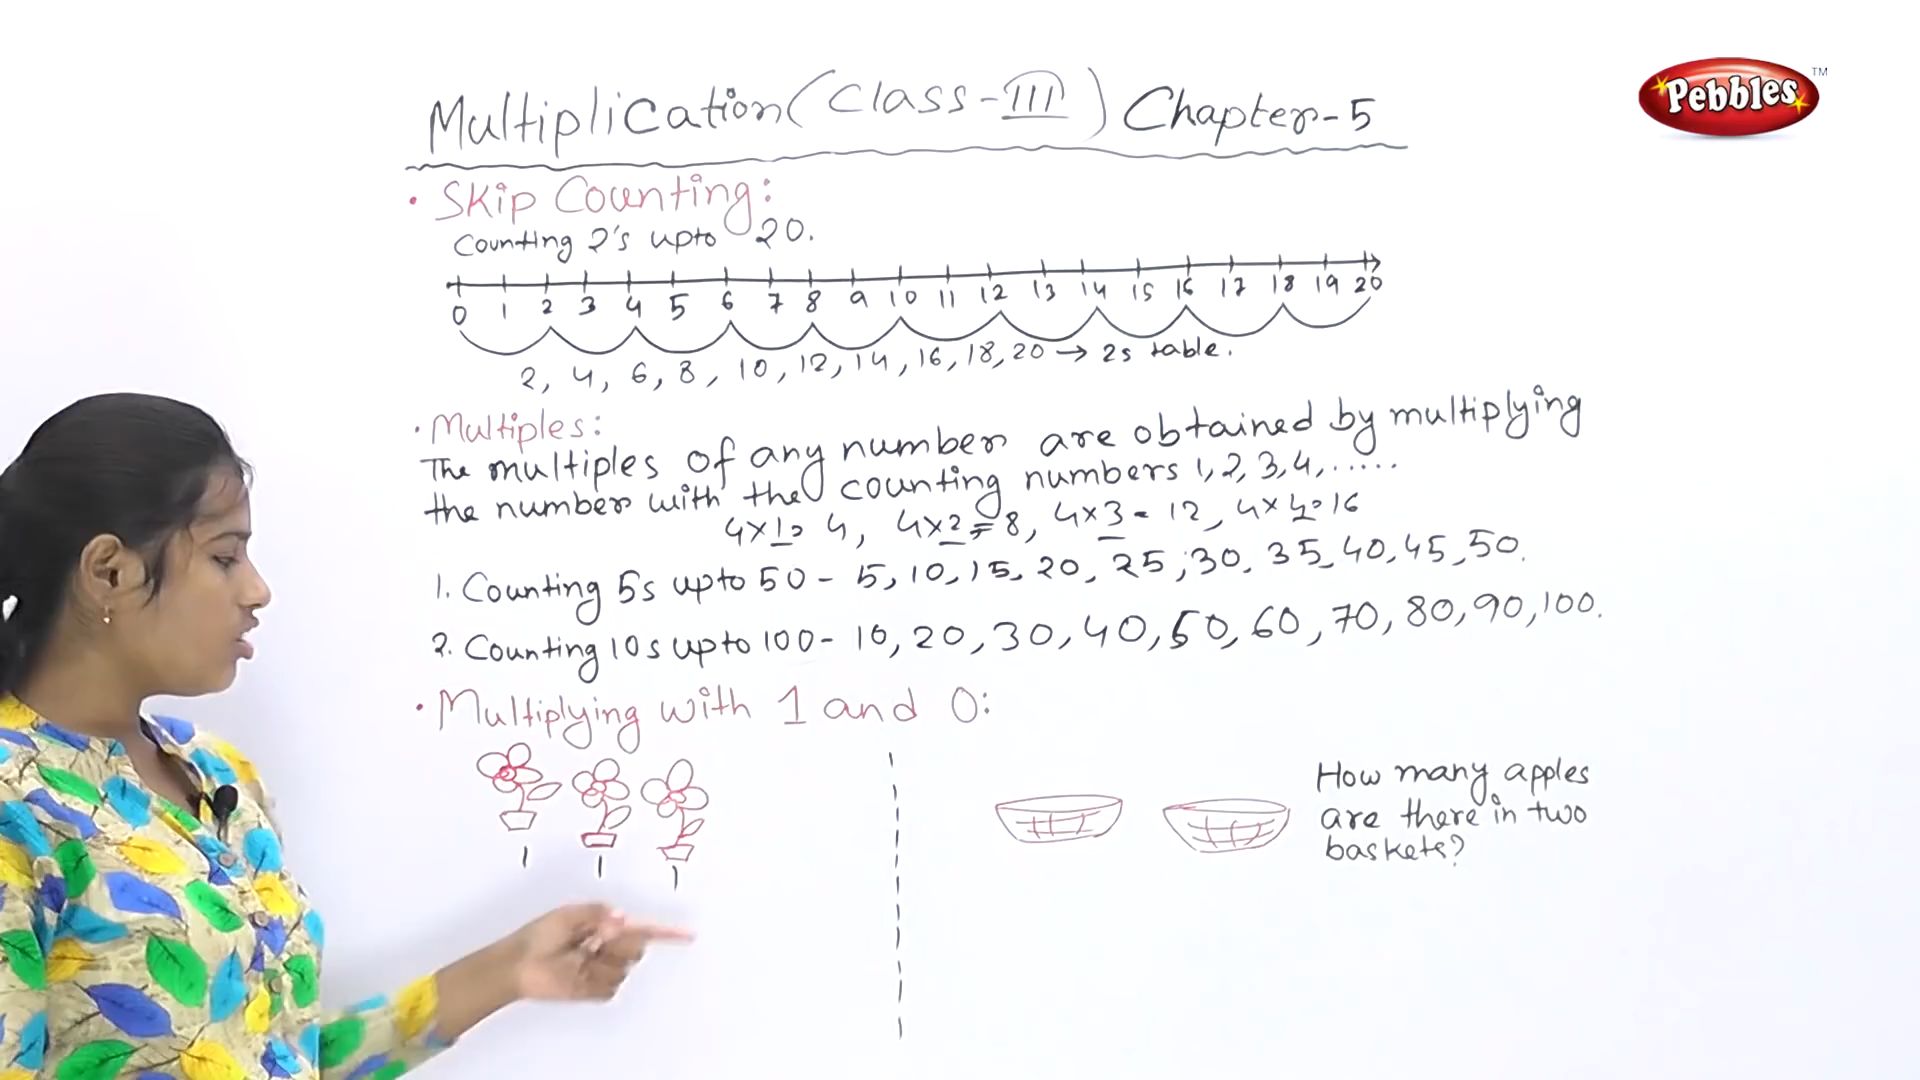 Multiplication (Class-III) Chapter-5
Pebbles™
• Skip Counting:
Counting 2's upto 20.
0 1 2 3 4 5 6 7 8 9 10 11 12 13 14 15 16 17 18 19 20
2, 4, 6, 8, 10, 12, 14, 16, 18, 20 → 2s table.
• Multiples:
The multiples of any number are obtained by multiplying
the number with the counting numbers 1, 2, 3, 4, ......
4×1= 4, 4×2=8, 4×3=12, 4×4=16
1. Counting 5s upto 50 - 5, 10, 15, 20, 25, 30, 35, 40, 45, 50.
2. Counting 10s upto 100 - 10, 20, 30, 40, 50, 60, 70, 80, 90, 100.
• Multiplying with 1 and 0:
1 1 1
How many apples
are there in two
baskets?